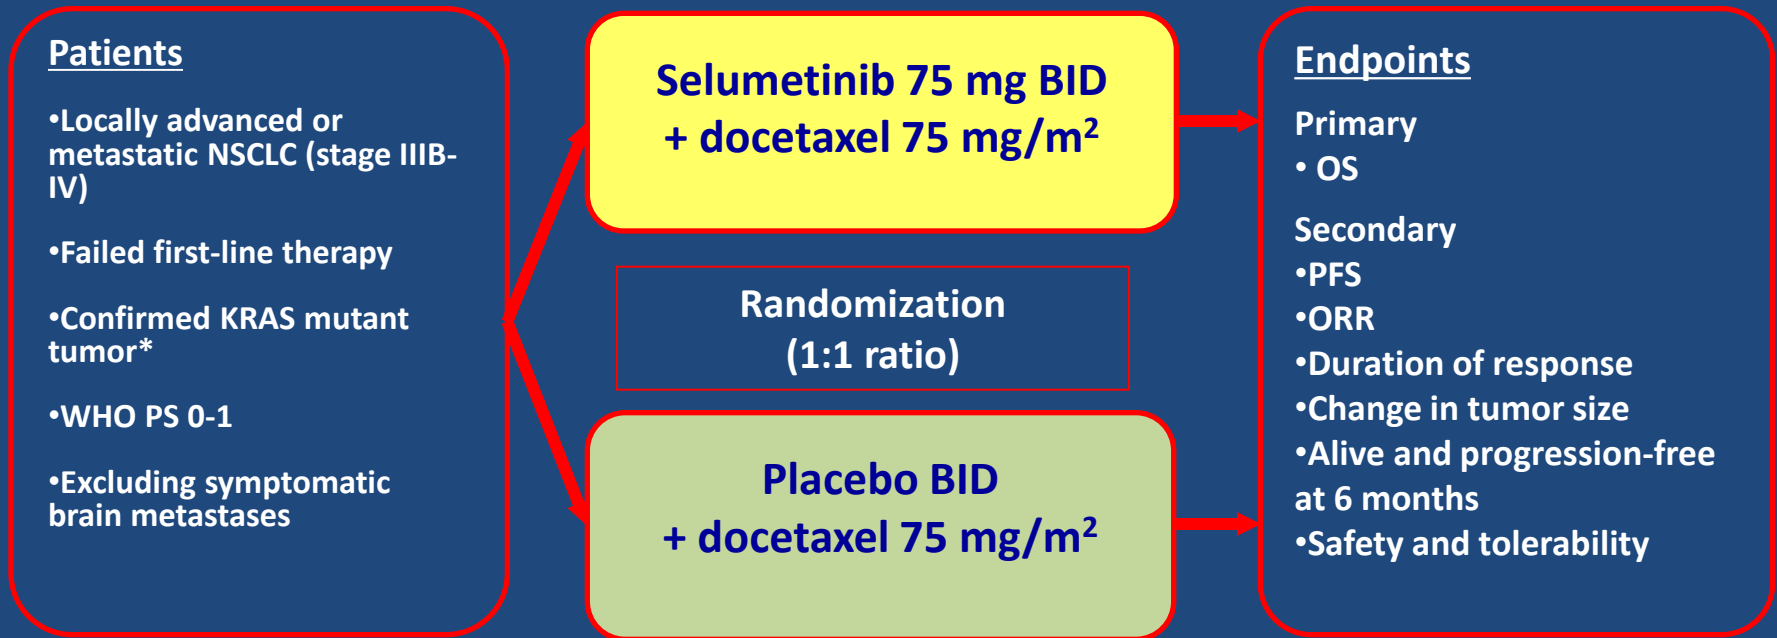 Patients
•Locally advanced or
metastatic NSCLC (stage IIIB-
IV)
•Failed first-line therapy
•Confirmed KRAS mutant
tumor*
•WHO PS 0-1
•Excluding symptomatic
brain metastases
Selumetinib 75 mg BID
+ docetaxel 75 mg/m²
Randomization
(1:1 ratio)
Placebo BID
+ docetaxel 75 mg/m²
Endpoints
Primary
• OS
Secondary
•PFS
•ORR
•Duration of response
•Change in tumor size
•Alive and progression-free
at 6 months
•Safety and tolerability